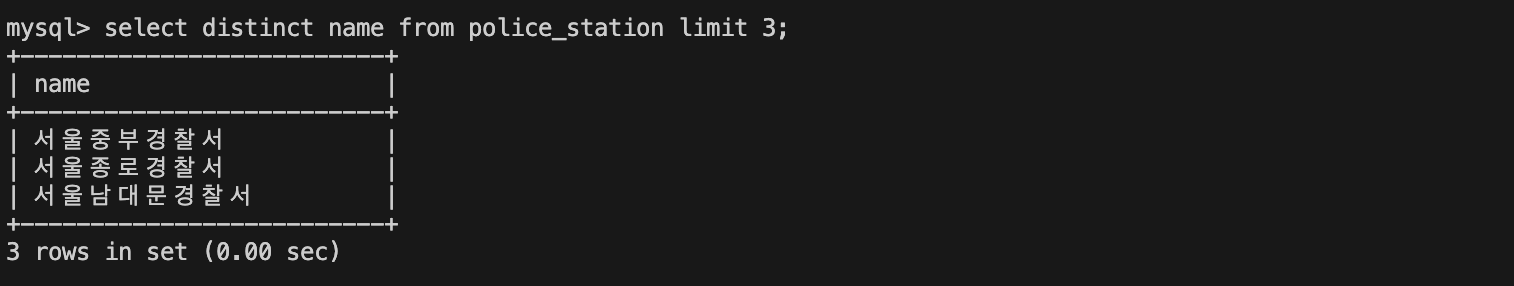 mysql> select distinct name from police_station limit 3;
+--------------------------+
| name                     |
+--------------------------+
| 서울중부경찰서             |
| 서울종로경찰서             |
| 서울남대문경찰서           |
+--------------------------+
3 rows in set (0.00 sec)